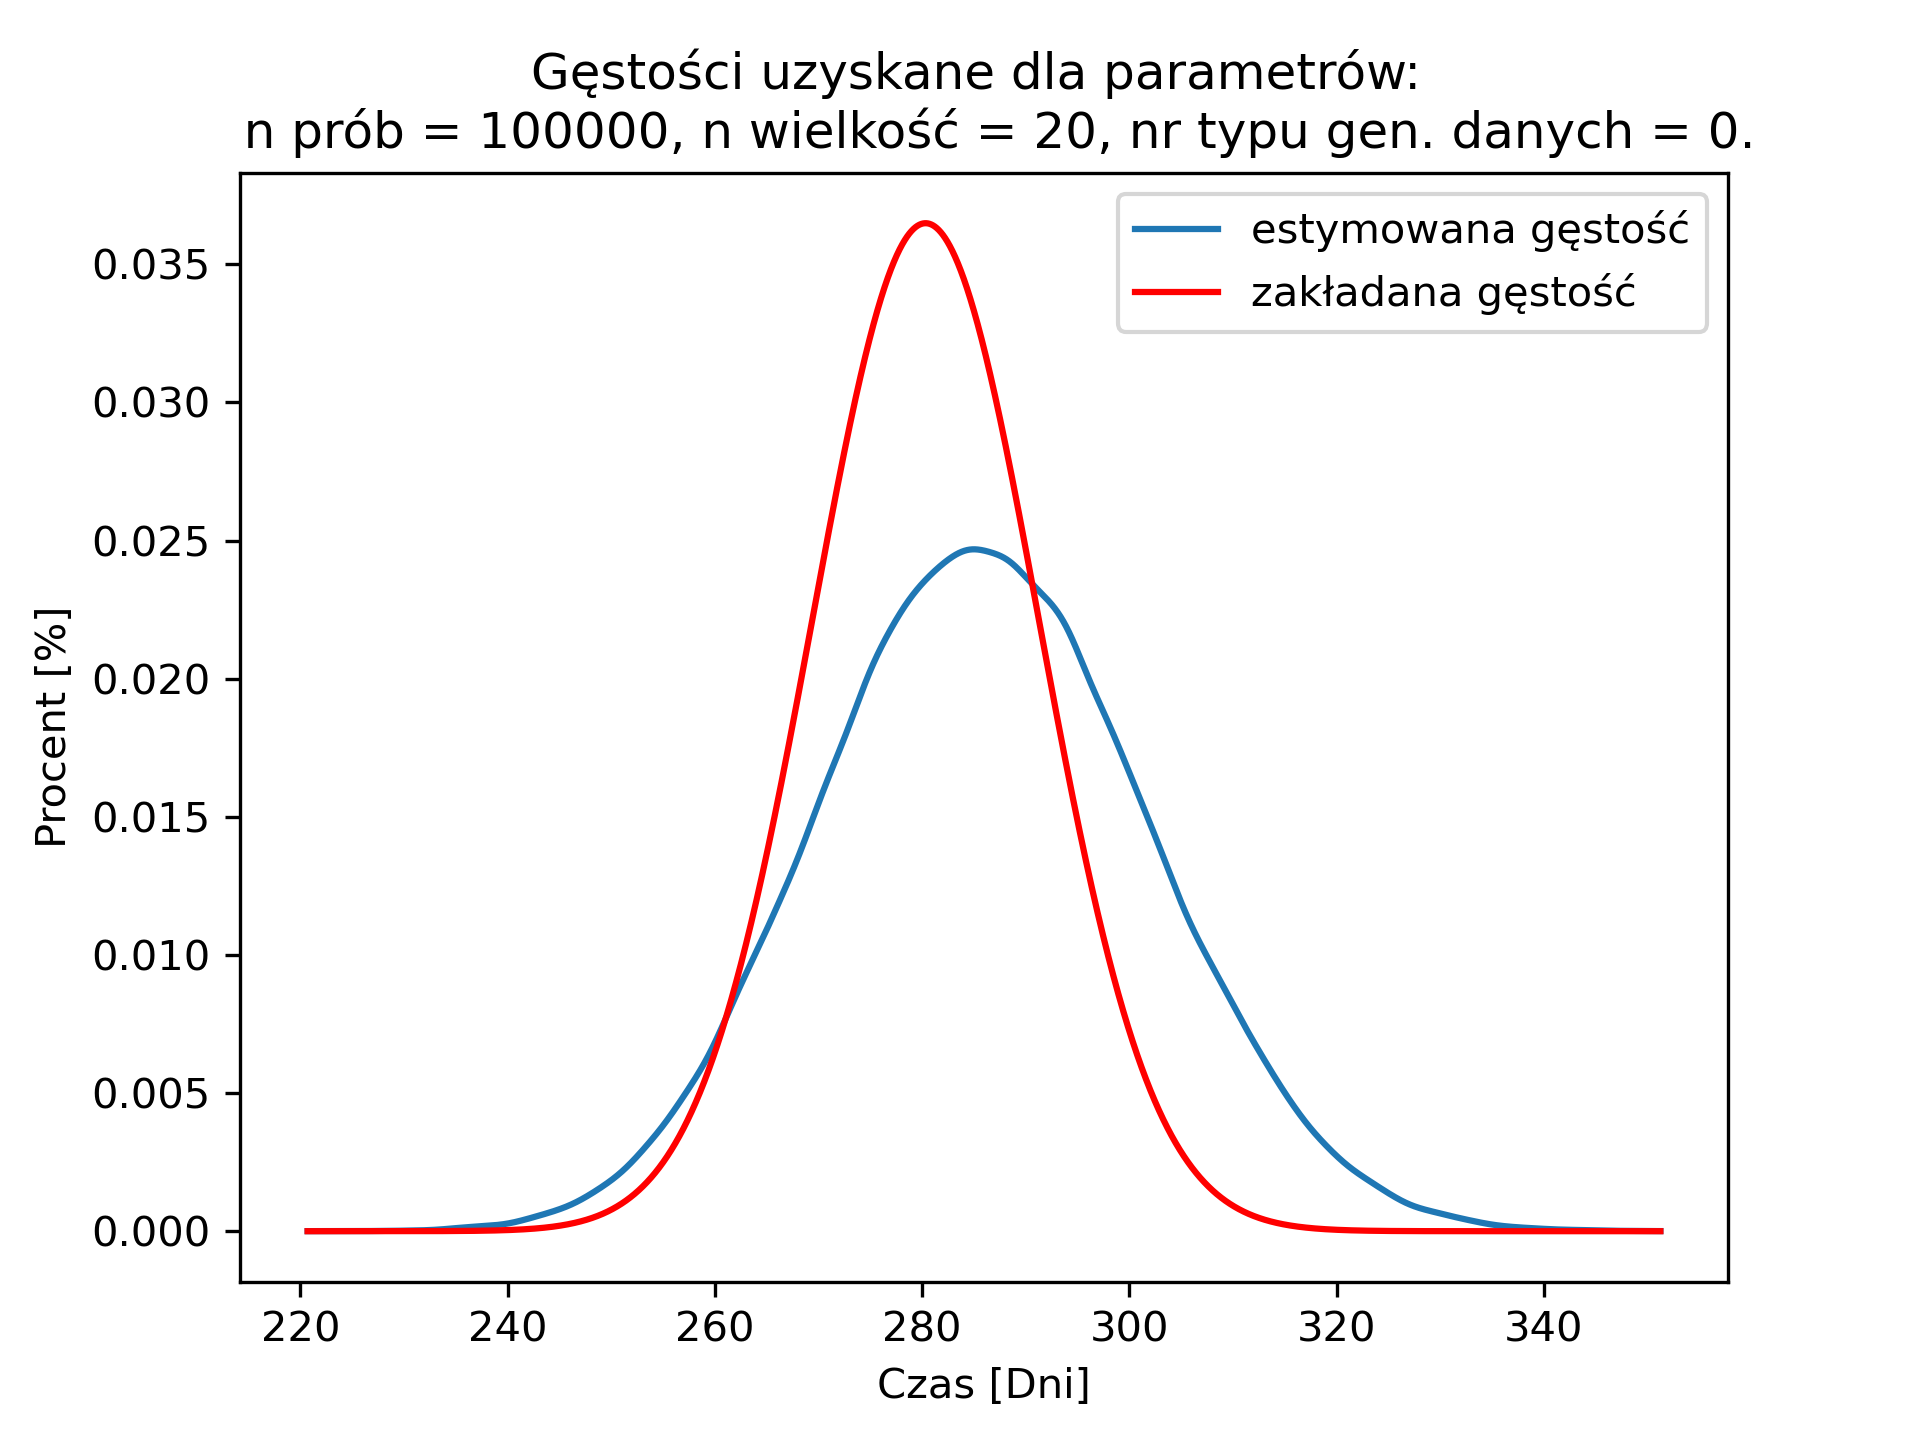 Gęstości uzyskane dla parametrów:
n prób = 100000, n wielkość = 20, nr typu gen. danych = 0.
estymowana gęstość
zakładana gęstość
0.035
0.030
0.025
0.020
0.015
0.010
0.005
0.000
Procent [%]
220 240 260 280 300 320 340
Czas [Dni]